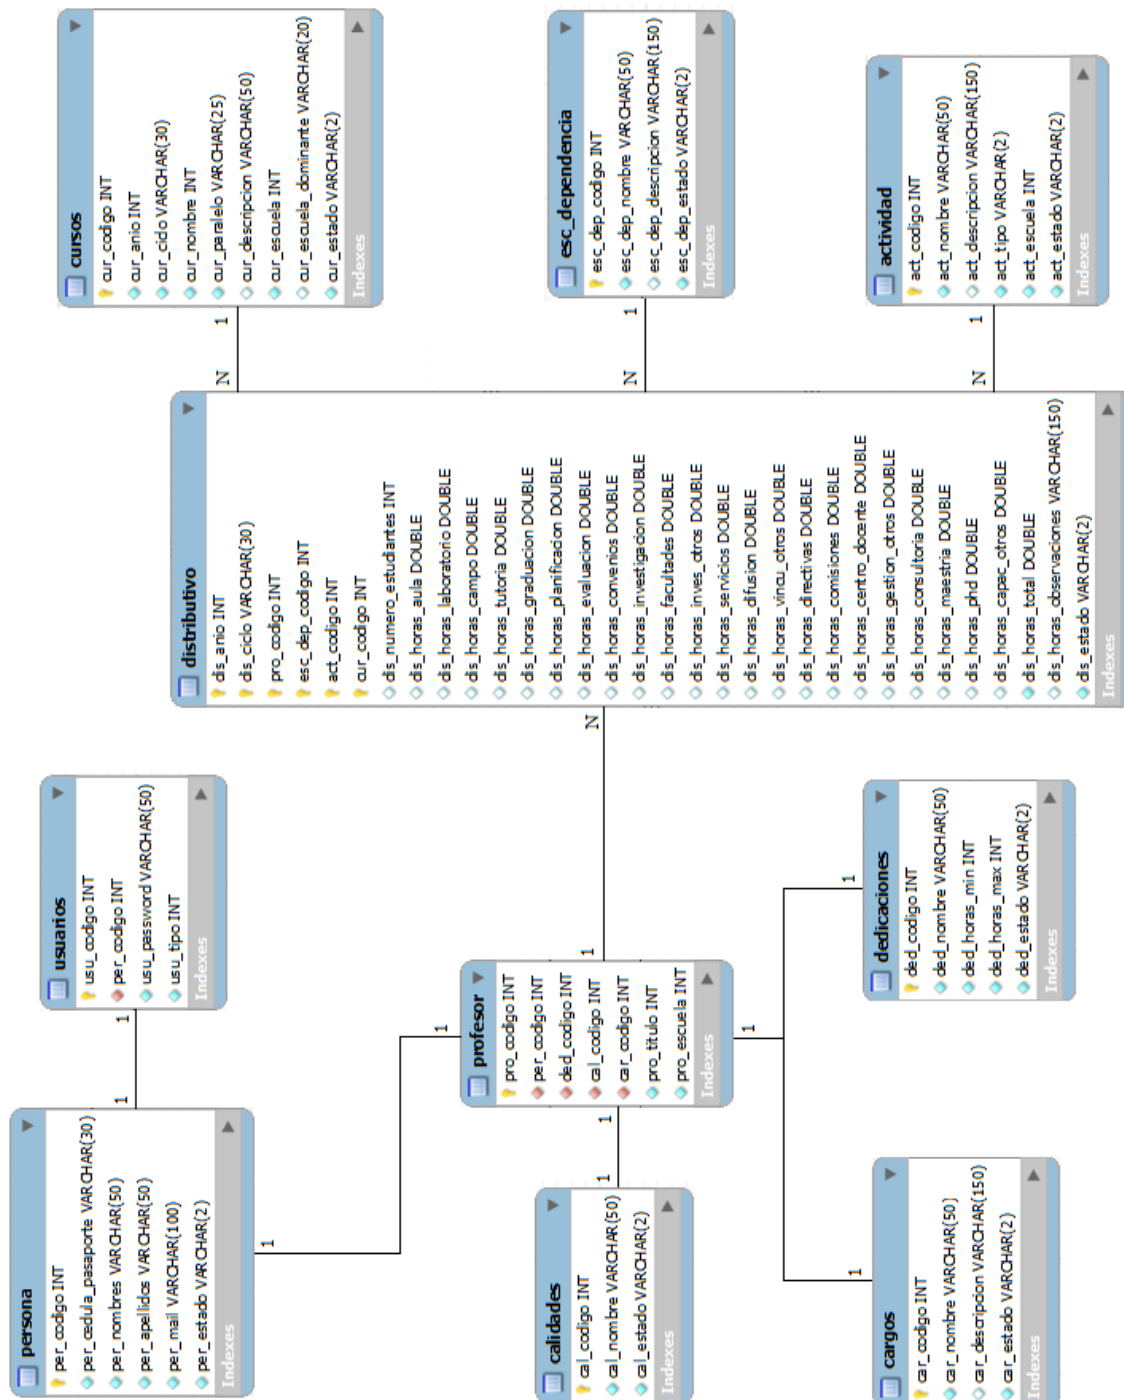 persona
per_codigo INT
per_cedula_pasaporte VARCHAR(30)
per_nombres VARCHAR(50)
per_apellidos VARCHAR(50)
per_mail VARCHAR(100)
per_estado VARCHAR(2)
Indexes
1
1
usuarios
usu_codigo INT
per_codigo INT
usu_password VARCHAR(50)
usu_tipo INT
Indexes
1
1
calidades
cal_codigo INT
cal_nombre VARCHAR(50)
cal_estado VARCHAR(2)
Indexes
1
1
profesor
pro_codigo INT
per_codigo INT
ded_codigo INT
cal_codigo INT
car_codigo INT
pro_titulo INT
pro_escuela INT
Indexes
1
1
cargos
car_codigo INT
car_nombre VARCHAR(50)
car_descripcion VARCHAR(150)
car_estado VARCHAR(2)
Indexes
1
dedicaciones
ded_codigo INT
ded_nombre VARCHAR(50)
ded_horas_min INT
ded_horas_max INT
ded_estado VARCHAR(2)
Indexes
1
N
distributivo
dis_anio INT
dis_ciclo VARCHAR(30)
pro_codigo INT
esc_dep_codigo INT
act_codigo INT
cur_codigo INT
dis_numero_estudiantes INT
dis_horas_aula DOUBLE
dis_horas_laboratorio DOUBLE
dis_horas_campo DOUBLE
dis_horas_tutoria DOUBLE
dis_horas_graduacion DOUBLE
dis_horas_planificacion DOUBLE
dis_horas_evaluacion DOUBLE
dis_horas_convenios DOUBLE
dis_horas_investigacion DOUBLE
dis_horas_facultades DOUBLE
dis_horas_inves_otros DOUBLE
dis_horas_servicios DOUBLE
dis_horas_difusion DOUBLE
dis_horas_vincu_otros DOUBLE
dis_horas_directivas DOUBLE
dis_horas_comisiones DOUBLE
dis_horas_centro_docente DOUBLE
dis_horas_gestion_otros DOUBLE
dis_horas_consultoria DOUBLE
dis_horas_maestria DOUBLE
dis_horas_phd DOUBLE
dis_horas_capac_otros DOUBLE
dis_horas_total DOUBLE
dis_horas_observaciones VARCHAR(150)
dis_estado VARCHAR(2)
Indexes
N
1
cursos
cur_codigo INT
cur_anio INT
cur_ciclo VARCHAR(30)
cur_nombre INT
cur_paralelo VARCHAR(25)
cur_descripcion VARCHAR(50)
cur_escuela INT
cur_escuela_dominante VARCHAR(20)
cur_estado VARCHAR(2)
Indexes
N
1
esc_dependencia
esc_dep_codigo INT
esc_dep_nombre VARCHAR(50)
esc_dep_descripcion VARCHAR(150)
esc_dep_estado VARCHAR(2)
Indexes
N
1
actividad
act_codigo INT
act_nombre VARCHAR(50)
act_descripcion VARCHAR(150)
act_tipo VARCHAR(2)
act_escuela INT
act_estado VARCHAR(2)
Indexes